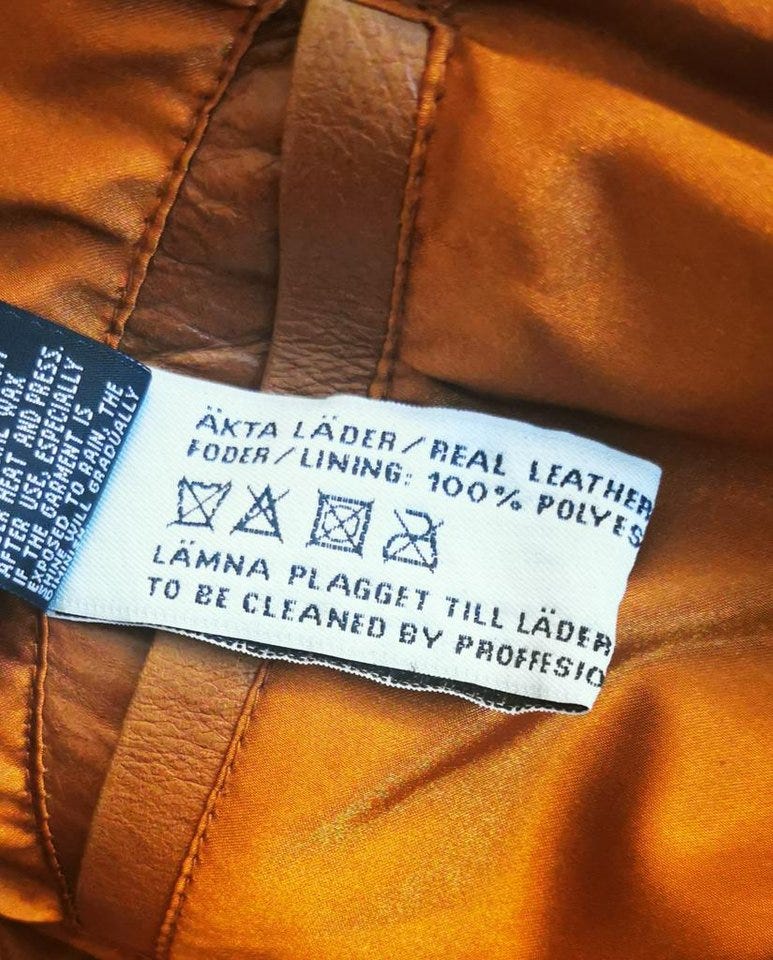 ÄKTA LÄDER/REAL LEATHER
FODER/LINING: 100% POLYES
LÄMNA PLAGGET TILL LÄDER
TO BE CLEANED BY PROFFESIO
WAX
HEAT AND PRESS.
AFTER USE, ESPECIALLY
IF THE GARMENT IS
EXPOSED TO RAIN, THE
SHINE WILL GRADUALLY